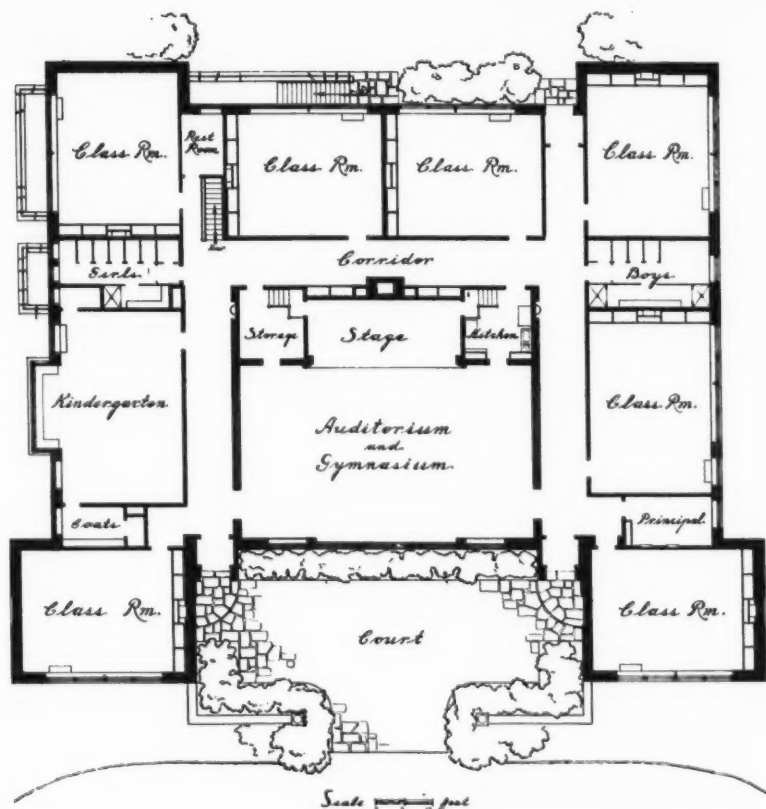 Class Rm.
Rest
Room
Class Rm.
Class Rm.
Class Rm.
Girls
Corridor
Boys
Storage
Stage
Kitchen
Kindergarten
Class Rm.
Auditorium
and
Gymnasium
Coats
Principal
Class Rm.
Court
Class Rm.
Scale feet